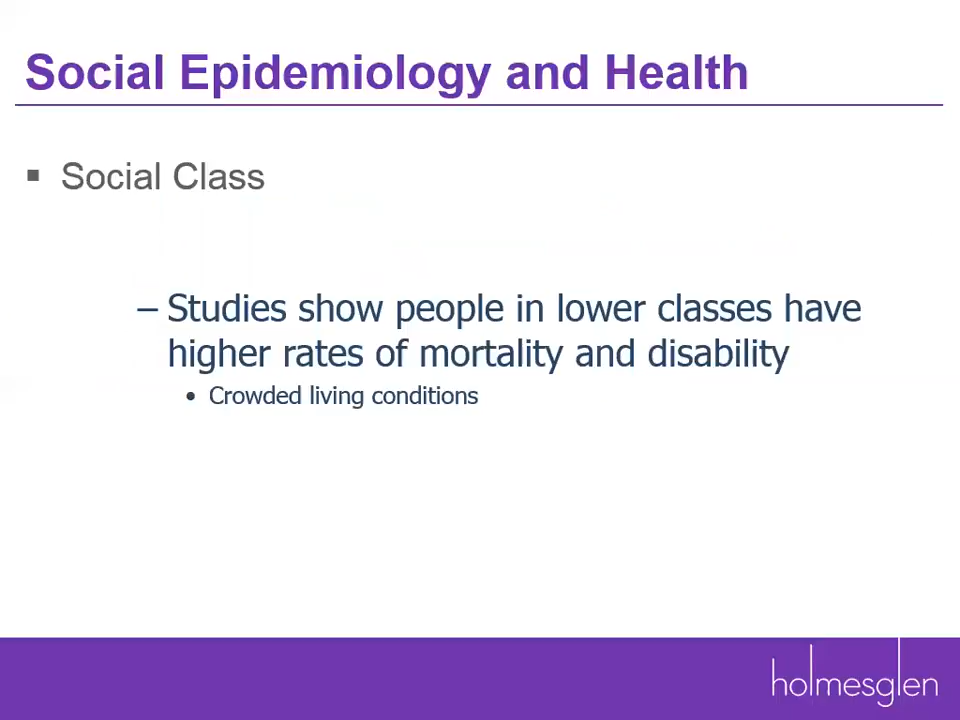 Social Epidemiology and Health
▪ Social Class
– Studies show people in lower classes have
higher rates of mortality and disability
• Crowded living conditions
holmesglen